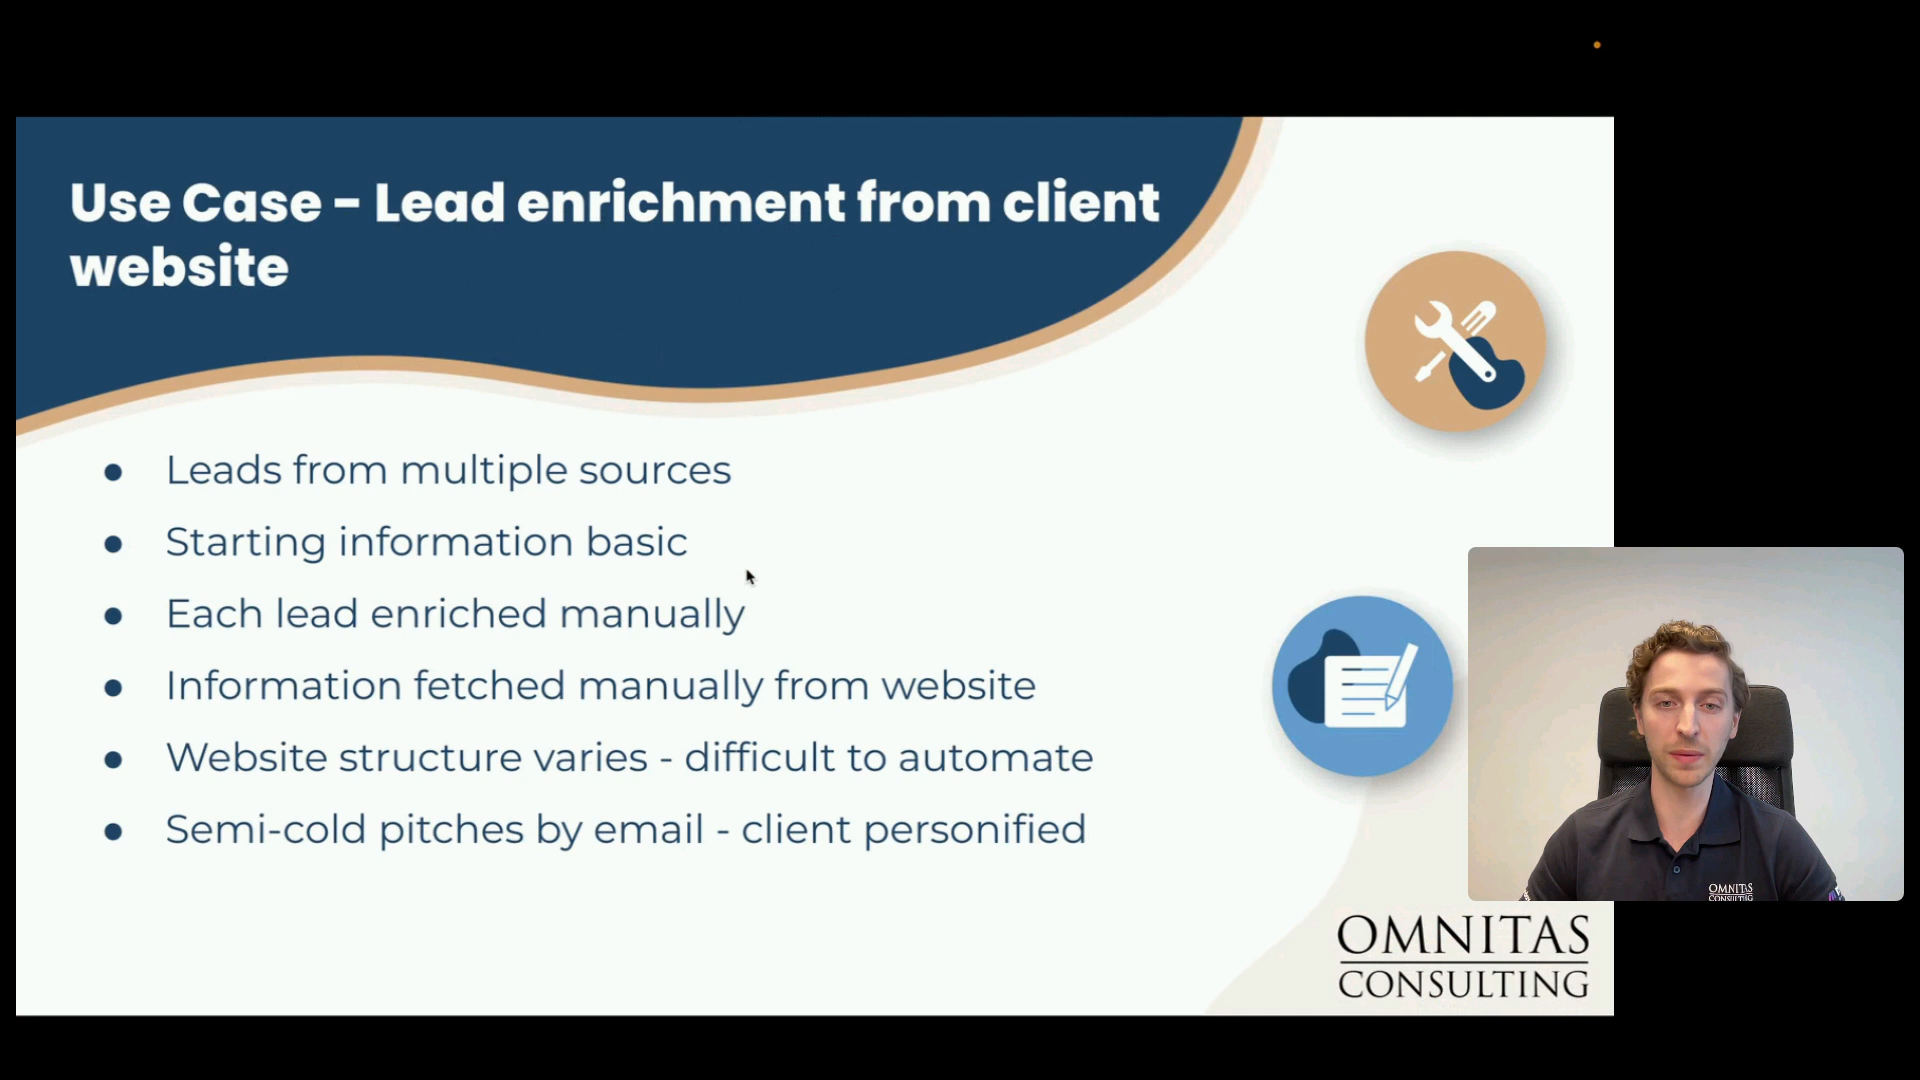 Use Case - Lead enrichment from client
website
● Leads from multiple sources
● Starting information basic
● Each lead enriched manually
● Information fetched manually from website
● Website structure varies - difficult to automate
● Semi-cold pitches by email - client personified
OMNITAS
CONSULTING
OMNITAS
CONSULTING